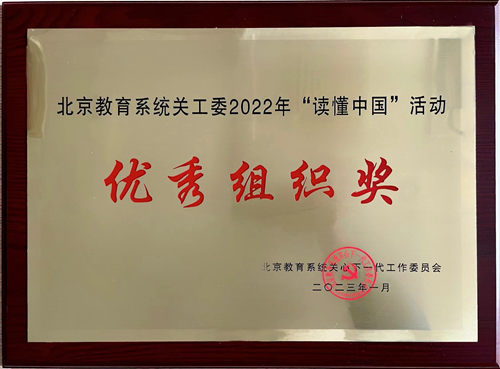 北京教育系统关工委2022年“读懂中国”活动
优秀组织奖
北京教育系统关心下一代工作委员会
二〇二三年一月